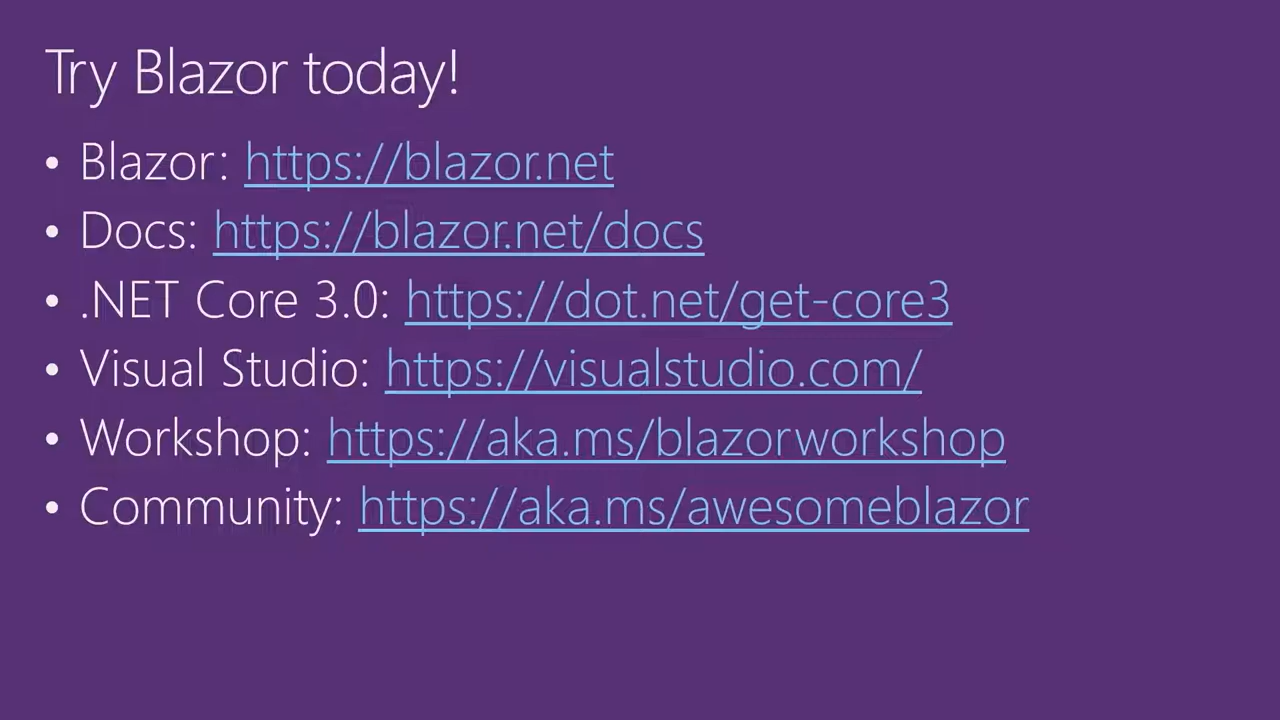 Try Blazor today!
• Blazor: https://blazor.net
• Docs: https://blazor.net/docs
• .NET Core 3.0: https://dot.net/get-core3
• Visual Studio: https://visualstudio.com/
• Workshop: https://aka.ms/blazorworkshop
• Community: https://aka.ms/awesomeblazor